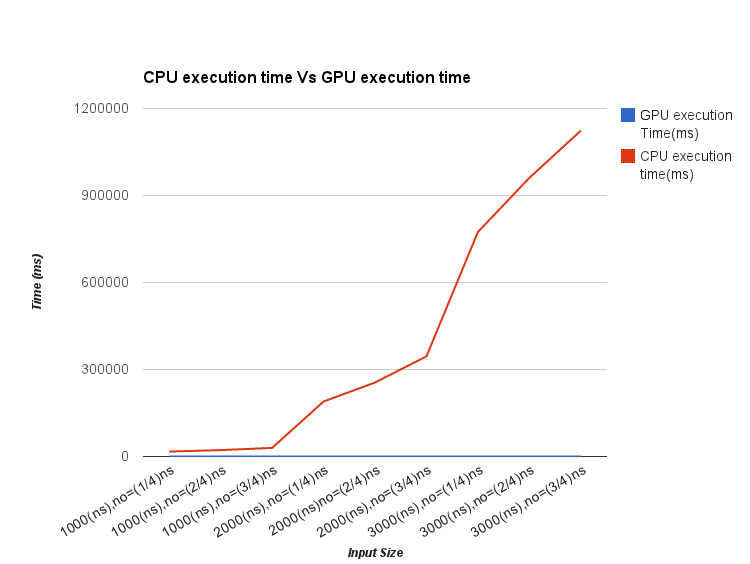 CPU execution time Vs GPU execution time
1200000
900000
600000
300000
0
Time (ms)
GPU execution
Time(ms)
CPU execution
time(ms)
1000(ns),no=(1/4)ns
1000(ns),no=(2/4)ns
1000(ns),no=(3/4)ns
2000(ns),no=(1/4)ns
2000(ns)no=(2/4)ns
2000(ns),no=(3/4)ns
3000(ns),no=(1/4)ns
3000(ns),no=(2/4)ns
3000(ns),no=(3/4)ns
Input Size